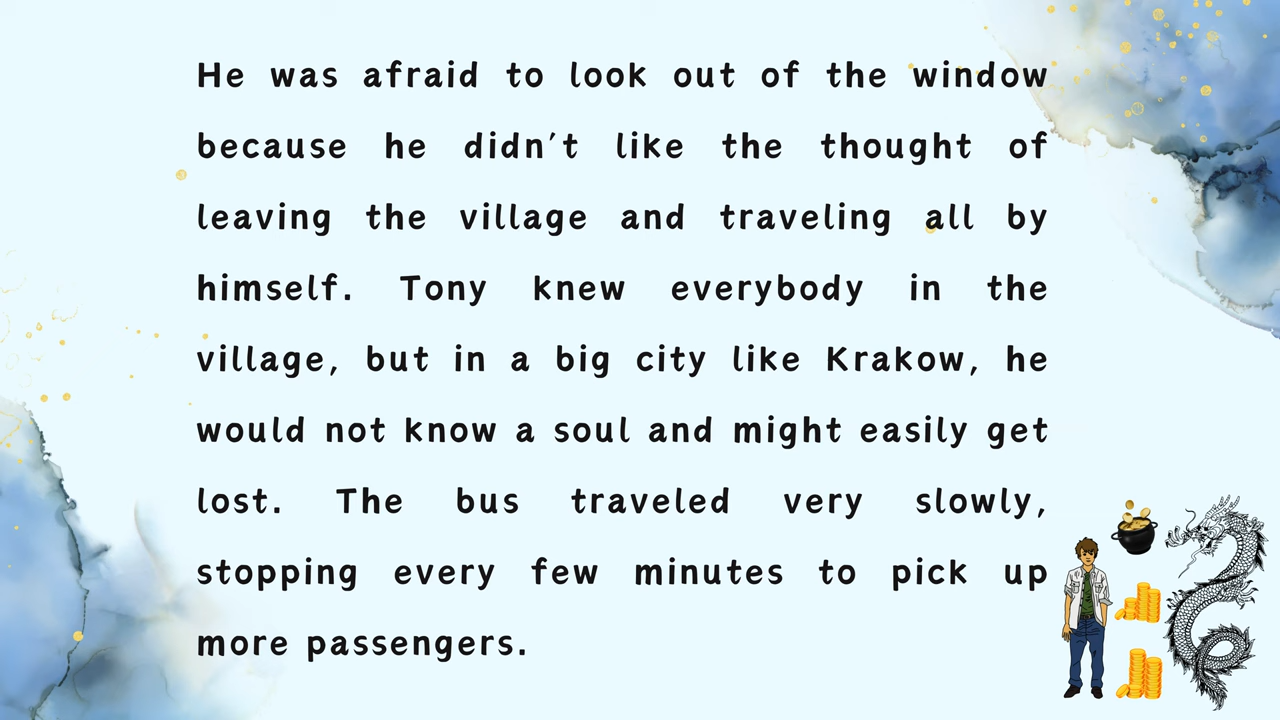 He was afraid to look out of the window
because he didn't like the thought of
leaving the village and traveling all by
himself. Tony knew everybody in the
village, but in a big city like Krakow, he
would not know a soul and might easily get
lost. The bus traveled very slowly,
stopping every few minutes to pick up
more passengers.